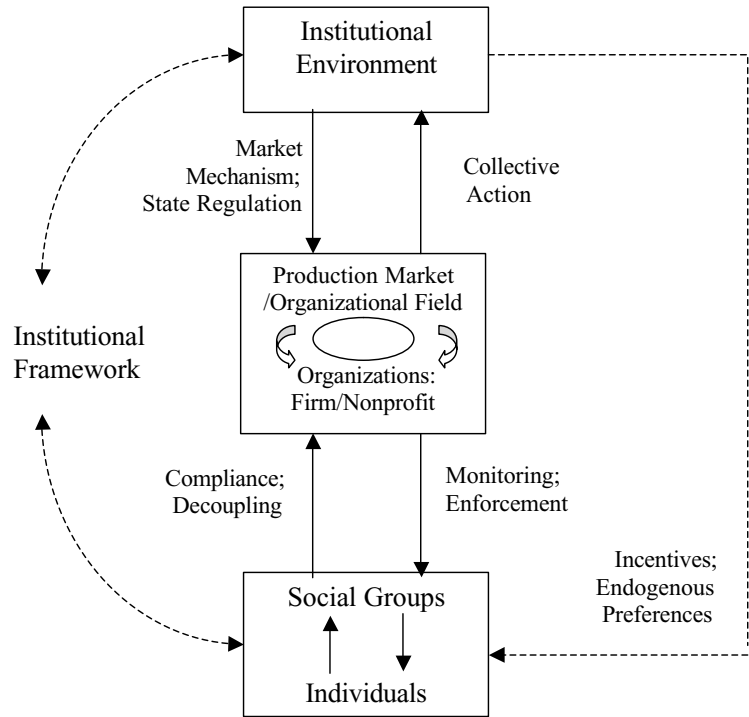 Institutional
Environment
Market
Mechanism;
State Regulation
Collective
Action
Production Market
/Organizational Field
Organizations:
Firm/Nonprofit
Institutional
Framework
Compliance;
Decoupling
Monitoring;
Enforcement
Incentives;
Endogenous
Preferences
Social Groups
Individuals